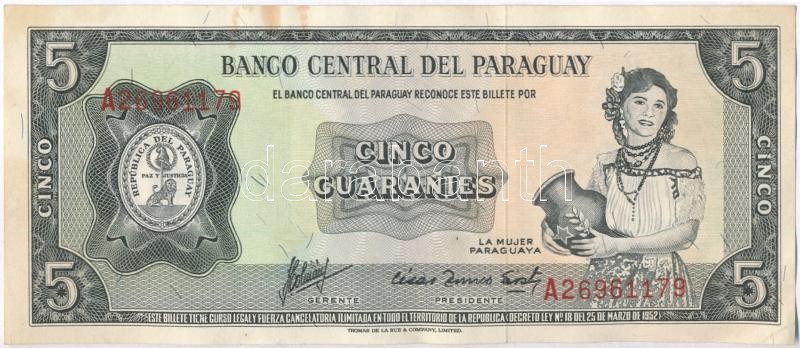 5
5
BANCO CENTRAL DEL PARAGUAY
EL BANCO CENTRAL DEL PARAGUAY RECONOCE ESTE BILLETE POR
A26961179
REPÚBLICA DEL PARAGUAY
PAZ Y JUSTICIA
CINCO
CINCO
GUARANIES
CINCO
darabanth
LA MUJER
PARAGUAYA
GERENTE
PRESIDENTE
A26961179
5
5
ESTE BILLETE TIENE CURSO LEGAL Y FUERZA CANCELATORIA ILIMITADA EN TODO EL TERRITORIO DE LA REPUBLICA (DECRETO LEY Nº 18 DEL 25 DE MARZO DE 1952)
THOMAS DE LA RUE & COMPANY, LIMITED.